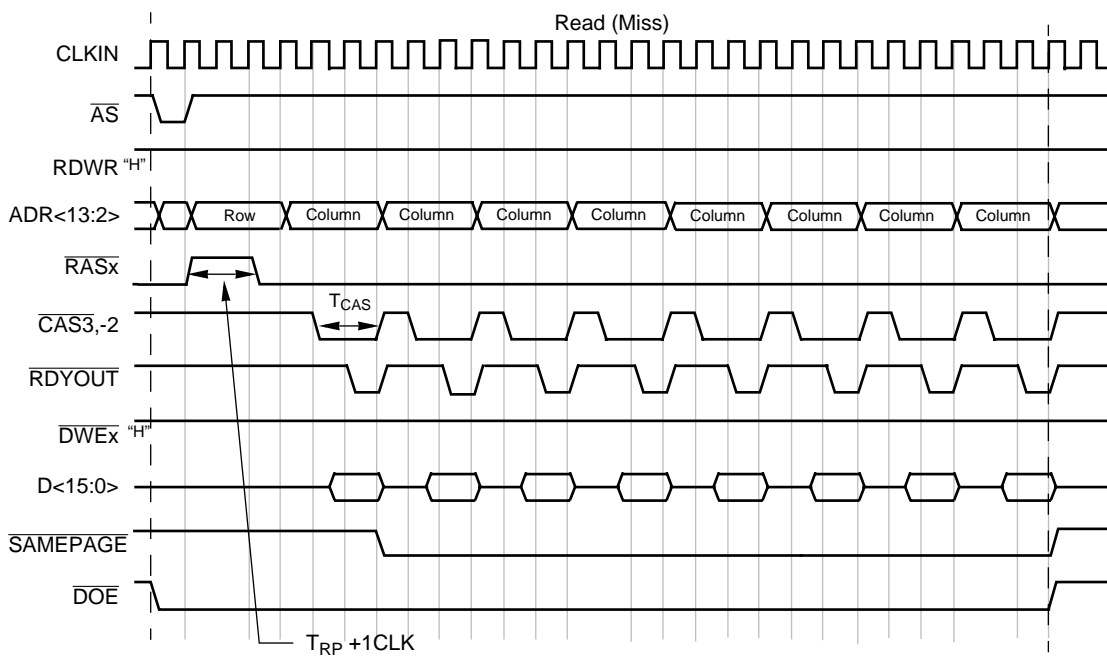 Read (Miss)
CLKIN
AS
RDWR "H"
ADR<13:2> Row Column Column Column Column Column Column Column Column
RASx
TCAS
CAS3,-2
RDYOUT
DWEx "H"
D<15:0>
SAMEPAGE
DOE
TRP +1CLK